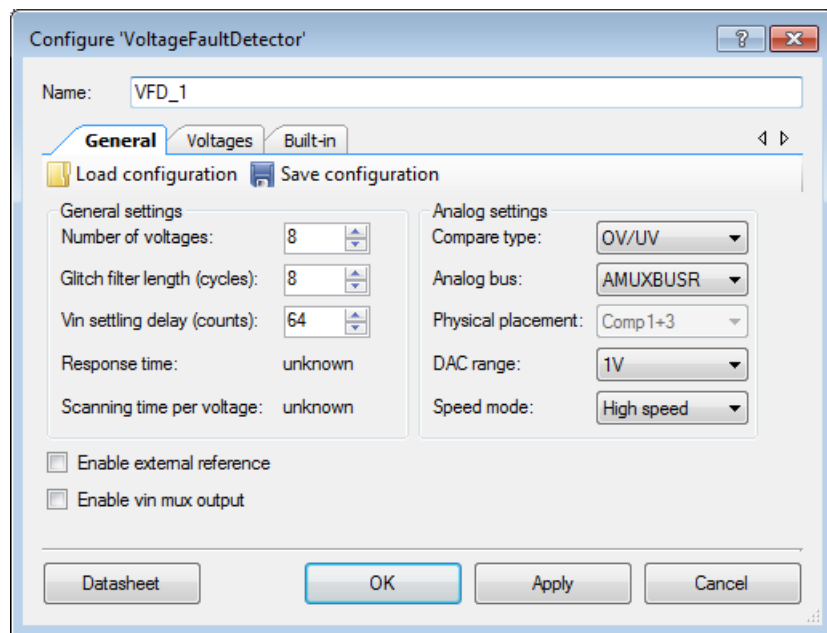 Configure 'VoltageFaultDetector'
Name: VFD_1
General Voltages Built-in
Load configuration Save configuration
General settings
Number of voltages: 8
Glitch filter length (cycles): 8
Vin settling delay (counts): 64
Response time: unknown
Scanning time per voltage: unknown
Analog settings
Compare type: OV/UV
Analog bus: AMUXBUSR
Physical placement: Comp1+3
DAC range: 1V
Speed mode: High speed
Enable external reference
Enable vin mux output
Datasheet OK Apply Cancel